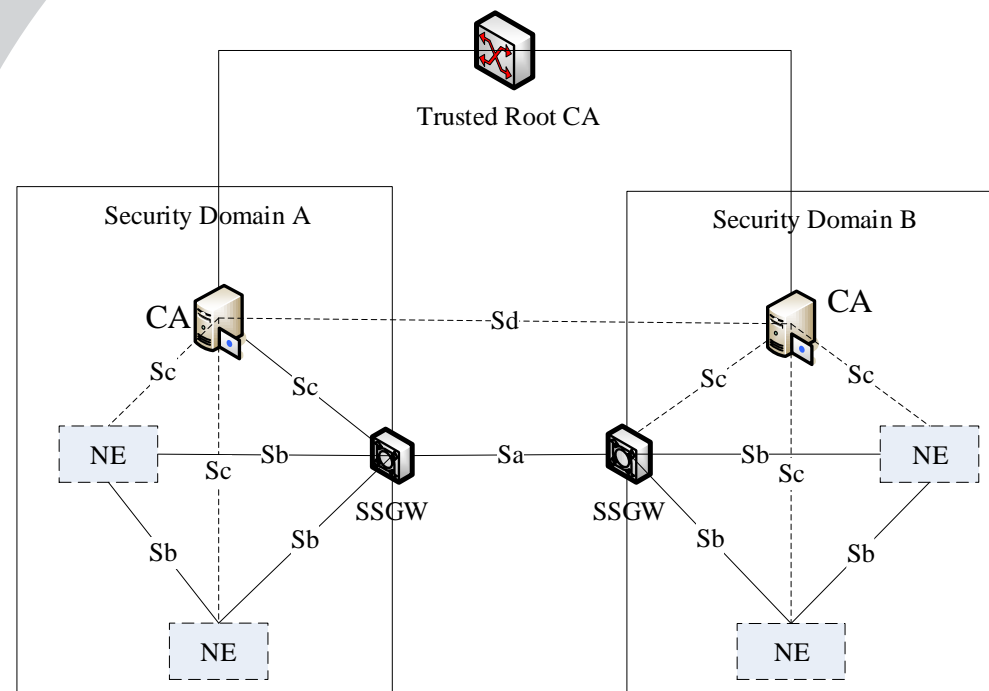 Trusted Root CA
Security Domain A
Security Domain B
CA
CA
Sd
Sc
Sc
Sc
Sc
NE
Sb
Sc
Sa
Sb
Sc
NE
SSGW
SSGW
Sb
Sb
Sb
Sb
NE
NE